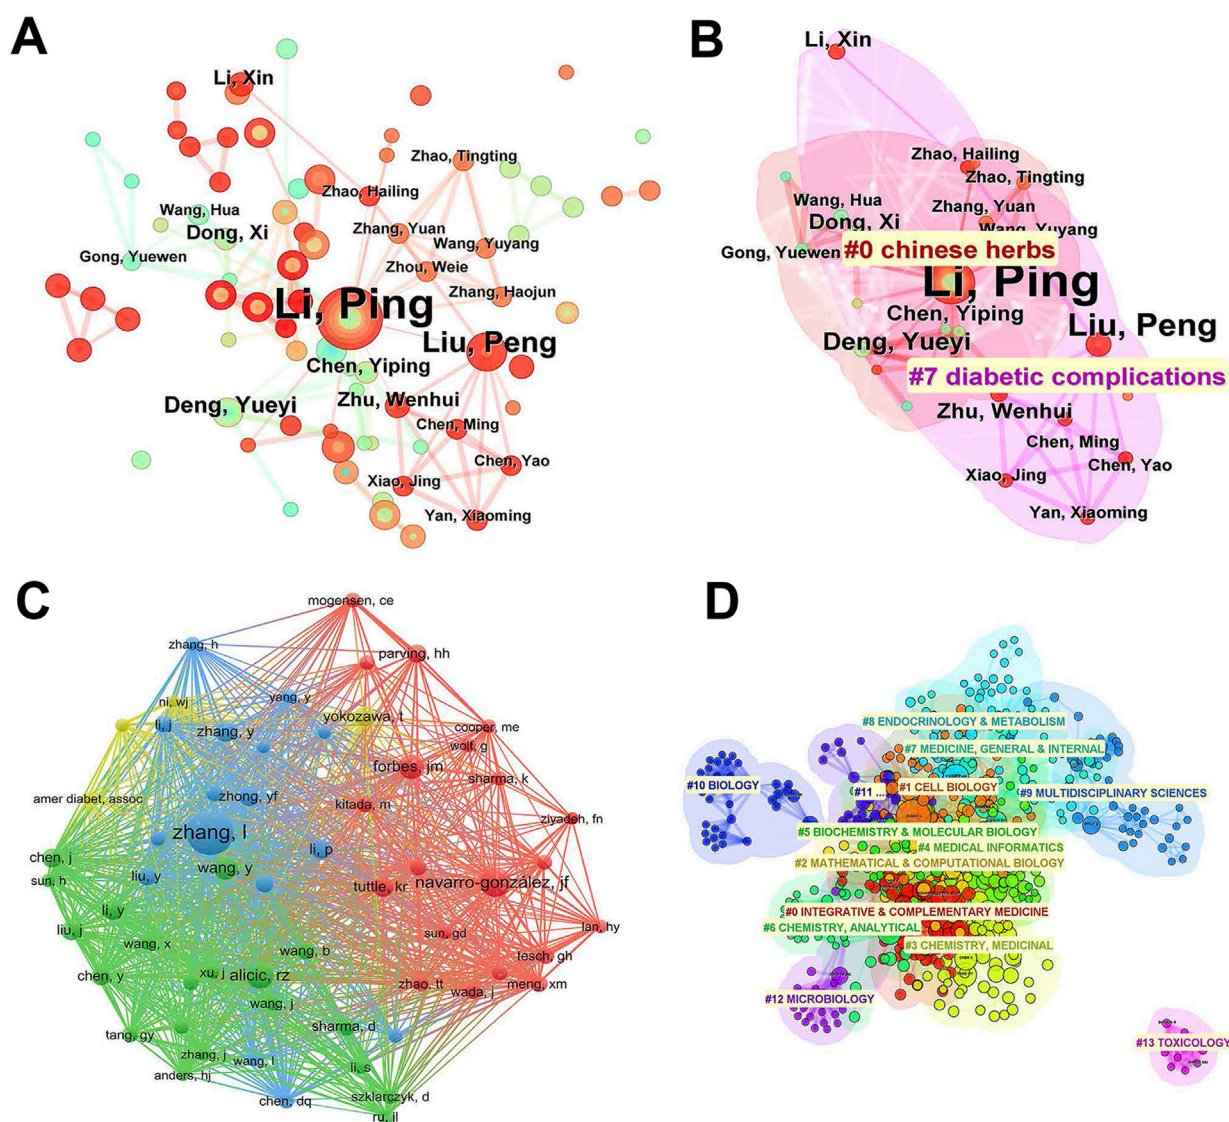 A
Li, Xin
Zhao, Tingting
Zhao, Hailing
Wang, Hua
Dong, Xi
Zhang, Yuan
Wang, Yuyang
Gong, Yuewen
Zhou, Weie
Zhang, Haojun
Li, Ping
Liu, Peng
Chen, Yiping
Deng, Yueyi
Zhu, Wenhui
Chen, Ming
Chen, Yao
Xiao, Jing
Yan, Xiaoming
B
Li, Xin
Zhao, Hailing
Zhao, Tingting
Wang, Hua
Zhang, Yuan
Dong, Xi
Wang, Yuyang
Gong, Yuewen
#0 chinese herbs
Li, Ping
Chen, Yiping
Liu, Peng
Deng, Yueyi
#7 diabetic complications
Zhu, Wenhui
Chen, Ming
Chen, Yao
Xiao, Jing
Yan, Xiaoming
C
mogensen, ce
zhang, h
parving, hh
ni, wj
yang, y
li, j
zhang, y
yokozawa, t
cooper, me
wolf, g
forbes, jm
sharma, k
amer diabet, assoc
zhong, yf
kitada, m
ziyadeh, fn
zhang, l
li, p
chen, j
wang, y
sun, h
liu, y
tuttle, kr
navarro-gonzález, jf
li, y
liu, j
lan, hy
wang, x
wang, b
sun, gd
tesch, gh
chen, y
xu, j
alicic, rz
zhao, tt
wada, j
meng, xm
wang, j
tang, gy
sharma, d
zhang, j
wang, l
li, s
anders, hj
chen, dq
szklarczyk, d
ru, jl
D
#8 ENDOCRINOLOGY & METABOLISM
#7 MEDICINE, GENERAL & INTERNAL
#10 BIOLOGY
#11 ...
#1 CELL BIOLOGY
#9 MULTIDISCIPLINARY SCIENCES
#5 BIOCHEMISTRY & MOLECULAR BIOLOGY
#4 MEDICAL INFORMATICS
#2 MATHEMATICAL & COMPUTATIONAL BIOLOGY
#0 INTEGRATIVE & COMPLEMENTARY MEDICINE
#6 CHEMISTRY, ANALYTICAL
#3 CHEMISTRY, MEDICINAL
#12 MICROBIOLOGY
#13 TOXICOLOGY